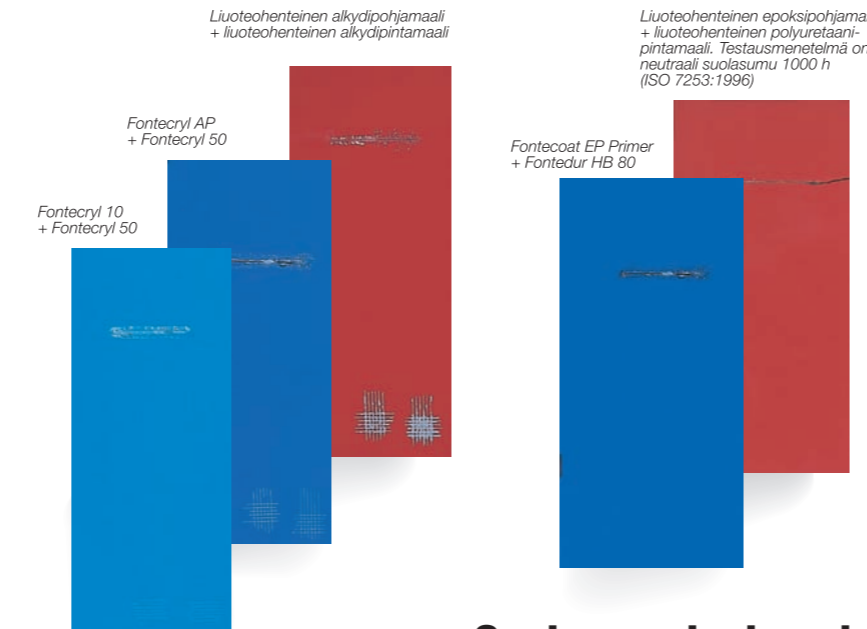 Liuoteohenteinen alkydipohjamaali
+ liuoteohenteinen alkydipintamaali
Fontecryl AP
+ Fontecryl 50
Fontecryl 10
+ Fontecryl 50
Liuoteohenteinen
+ liuoteohenteinen polyuretaani-
pintamaali. Testausmenetelmä on
neutraali suolasumu 1000 h
(ISO 7253:1996)
Fontecoat EP Primer
+ Fontedur HB 80